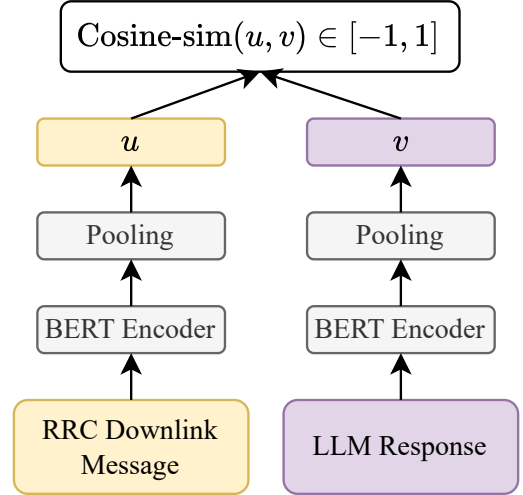 Cosine-sim(u, v) ∈ [−1, 1]
u
v
Pooling
Pooling
BERT Encoder
BERT Encoder
RRC Downlink
Message
LLM Response